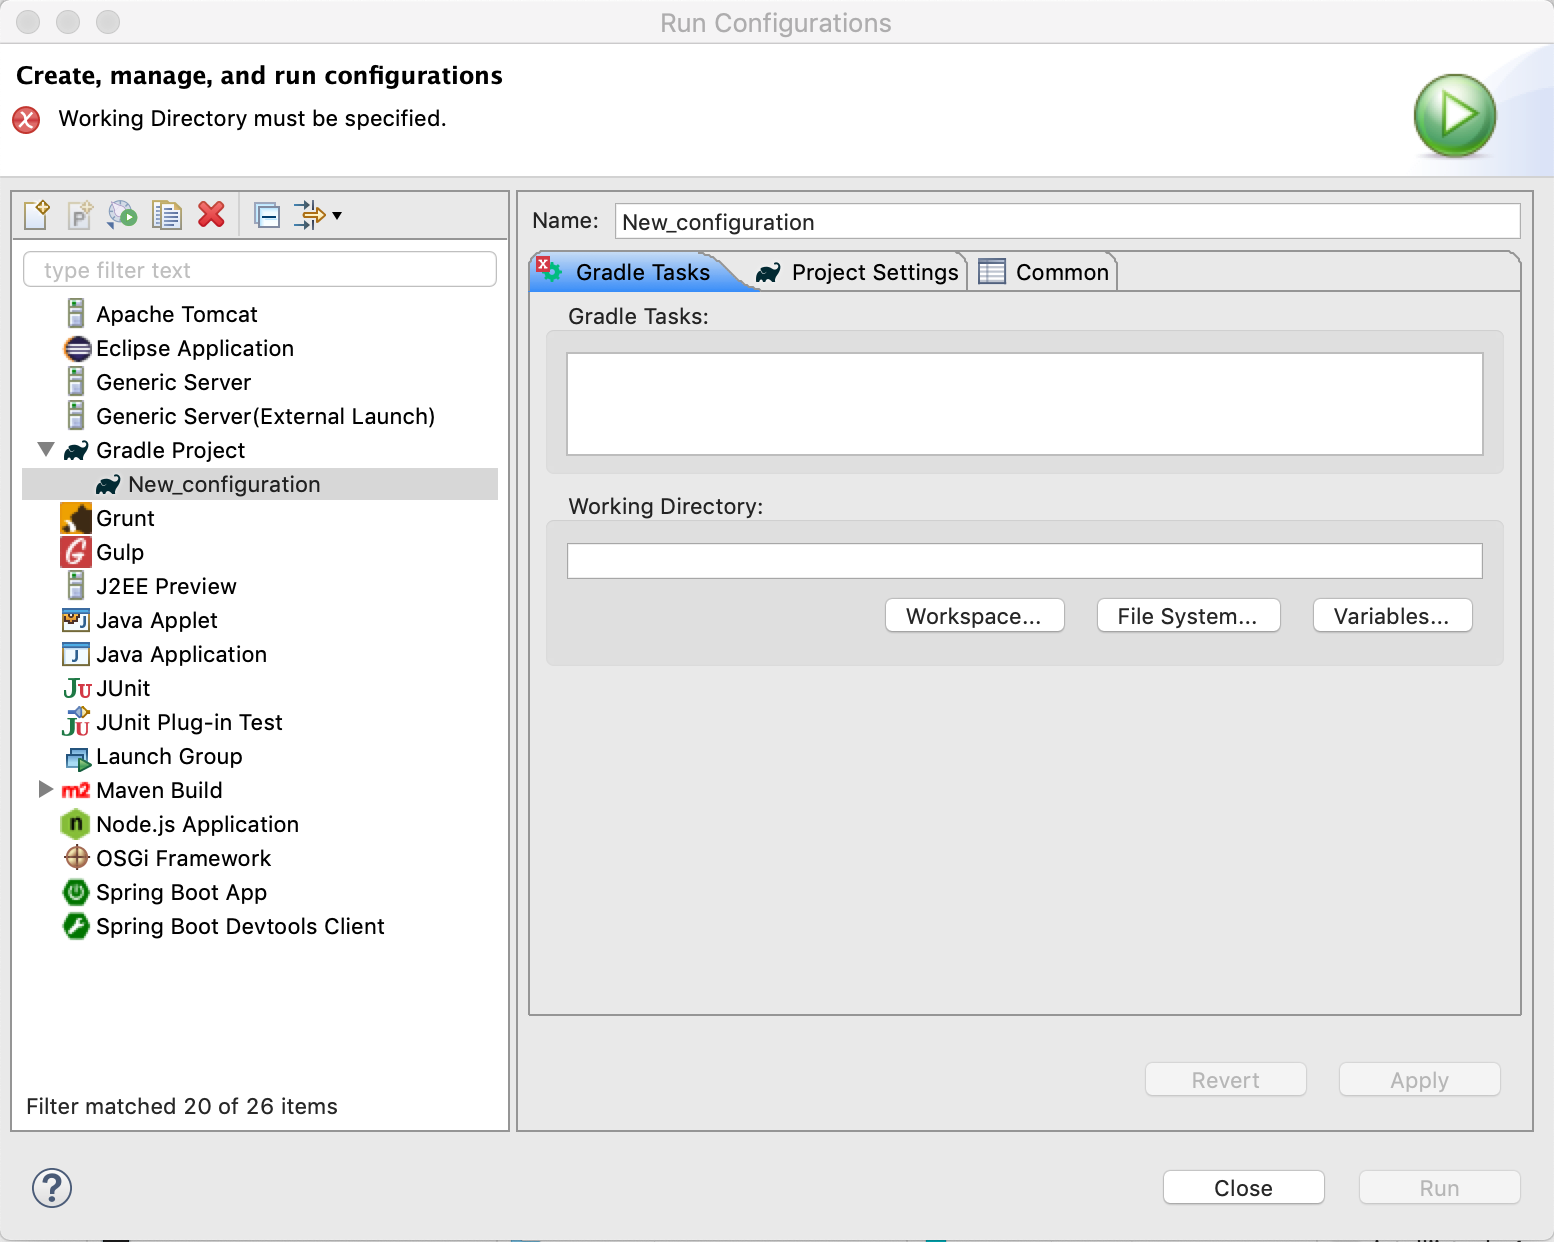 Run Configurations
Create, manage, and run configurations
Working Directory must be specified.
type filter text
Apache Tomcat
Eclipse Application
Generic Server
Generic Server(External Launch)
Gradle Project
New_configuration
Grunt
Gulp
J2EE Preview
Java Applet
Java Application
JUnit
JUnit Plug-in Test
Launch Group
m2 Maven Build
Node.js Application
OSGi Framework
Spring Boot App
Spring Boot Devtools Client
Filter matched 20 of 26 items
Name: New_configuration
Gradle Tasks Project Settings Common
Gradle Tasks:
Working Directory:
Workspace... File System... Variables...
Revert Apply
Close Run